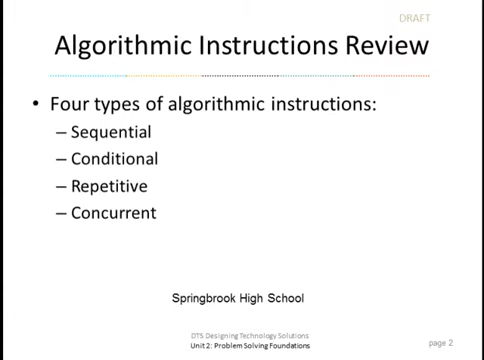 DRAFT
Algorithmic Instructions Review
• Four types of algorithmic instructions:
– Sequential
– Conditional
– Repetitive
– Concurrent
Springbrook High School
DTS Designing Technology Solutions
Unit 2: Problem Solving Foundations
page 2